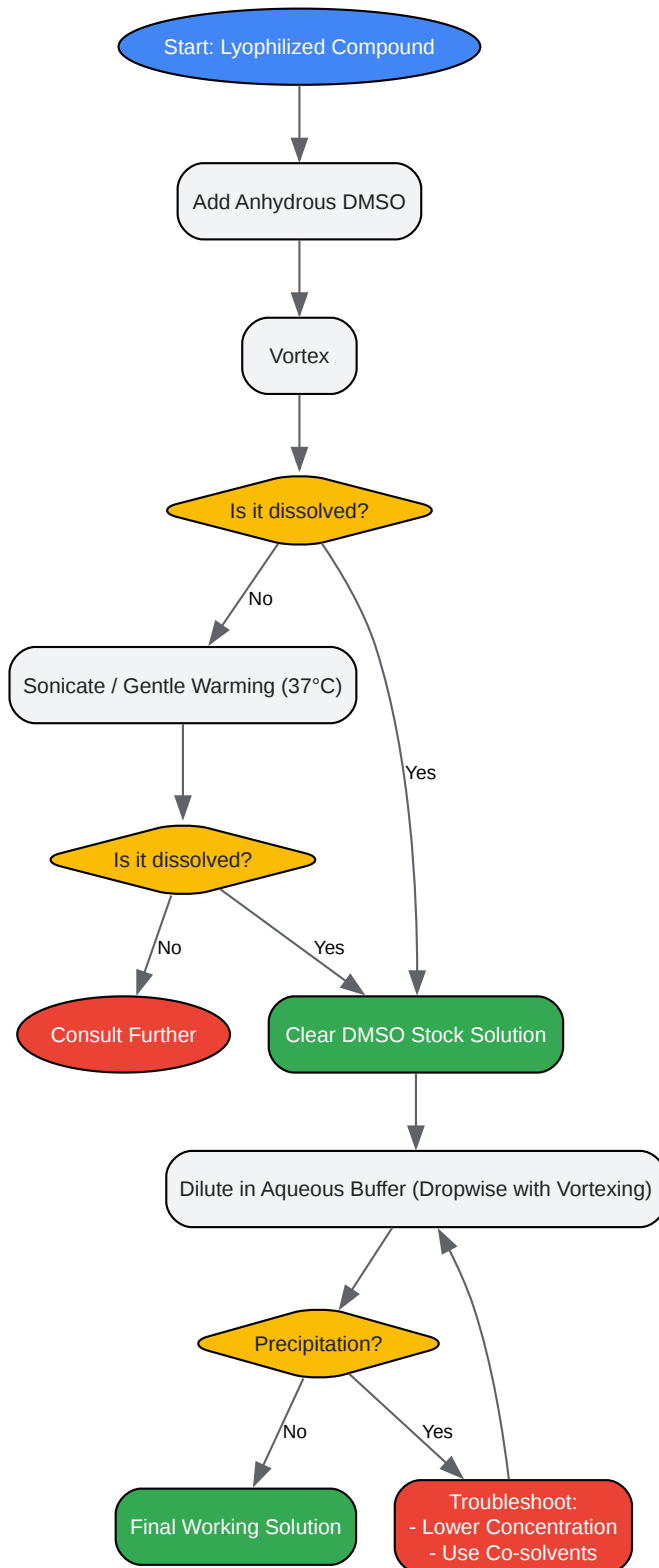 Start: Lyophilized Compound
Add Anhydrous DMSO
Vortex
Is it dissolved?
No
Sonicate / Gentle Warming (37°C)
Yes
Is it dissolved?
No
Yes
Consult Further
Clear DMSO Stock Solution
Dilute in Aqueous Buffer (Dropwise with Vortexing)
Precipitation?
No
Yes
Final Working Solution
Troubleshoot:
- Lower Concentration
- Use Co-solvents